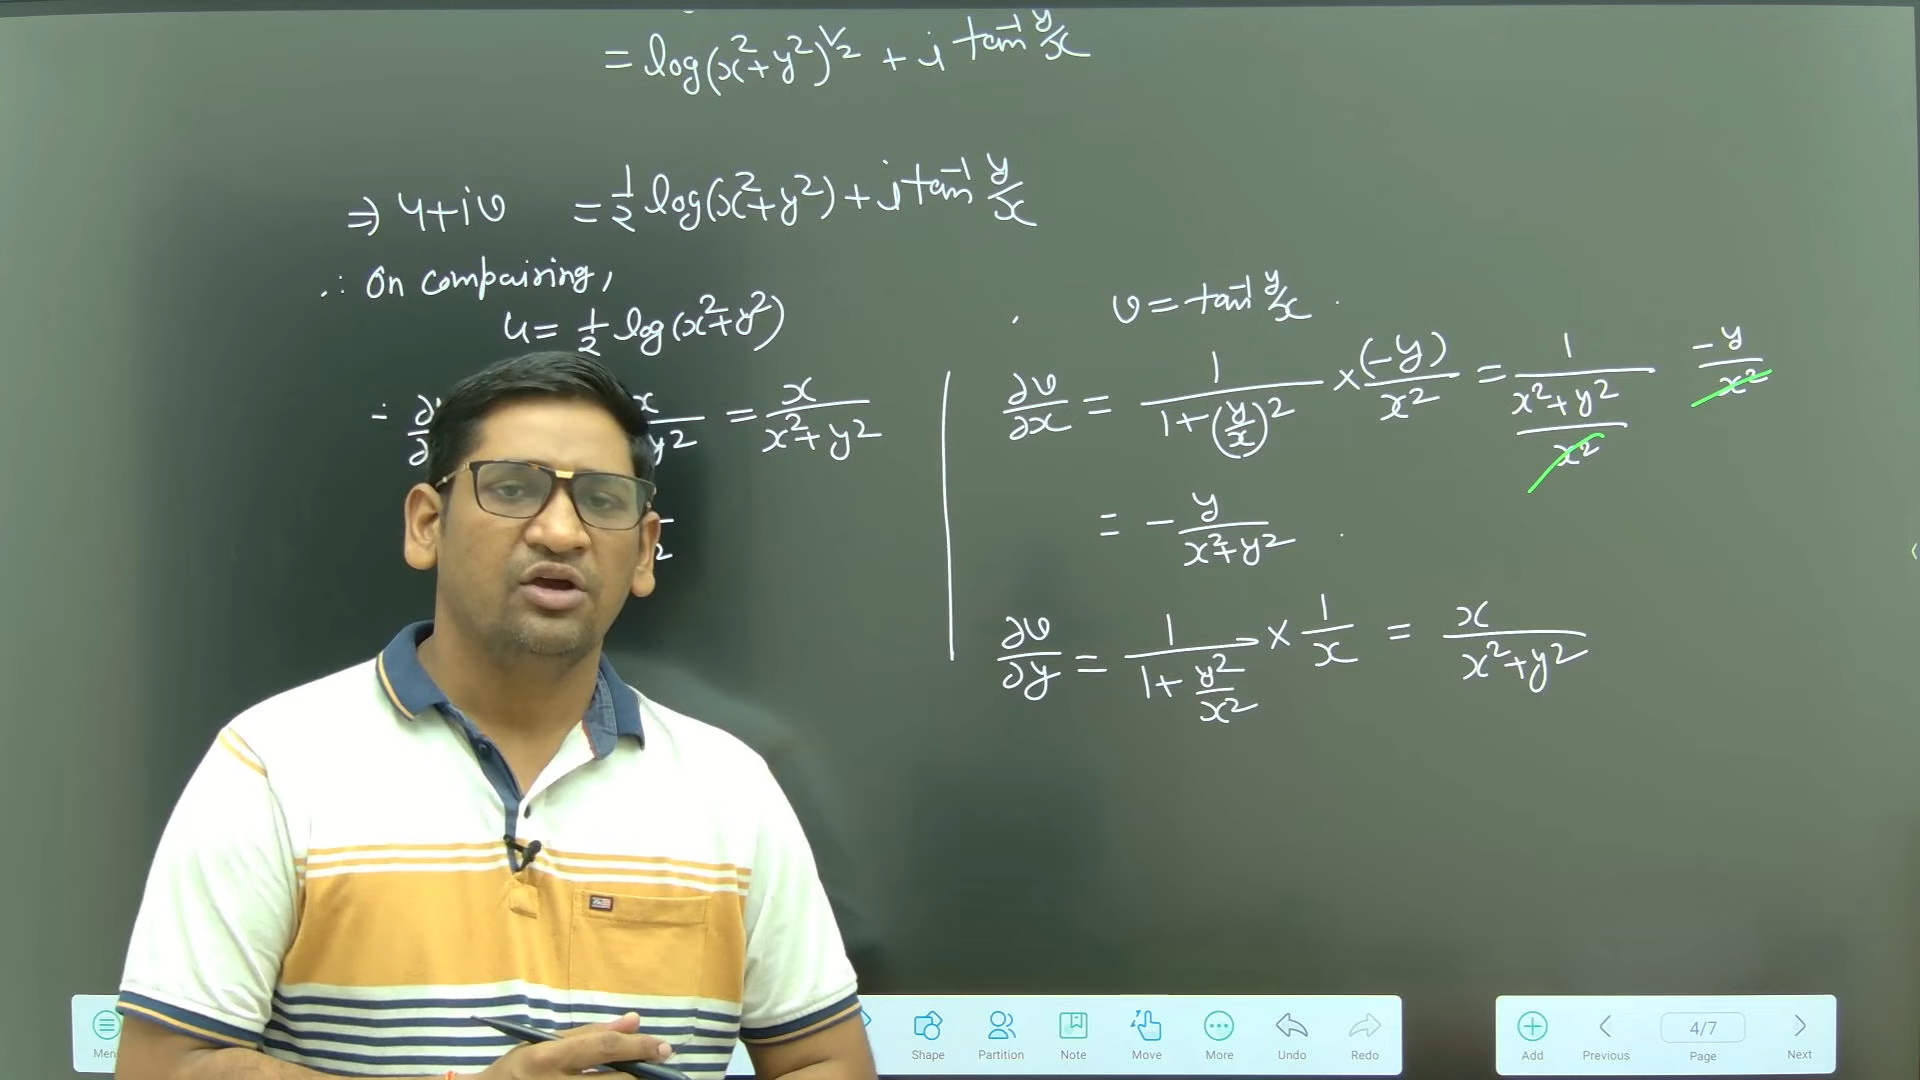 = log(x²+y²)^½ + i tan⁻¹ y/x
⇒ u+iv = 1/2 log(x²+y²) + i tan⁻¹ y/x
∴ On compairing,
u = 1/2 log(x²+y²)
= x/(x²+y²)
v = tan⁻¹ y/x
∂v/∂x = 1/(1+(y/x)²) × (-y)/x² = 1/((x²+y²)/x²) -y/x²
= - y/(x²+y²)
∂v/∂y = 1/(1+y²/x²) × 1/x = x/(x²+y²)
Shape Partition Note Move More Undo Redo
Add Previous 4/7 Page Next